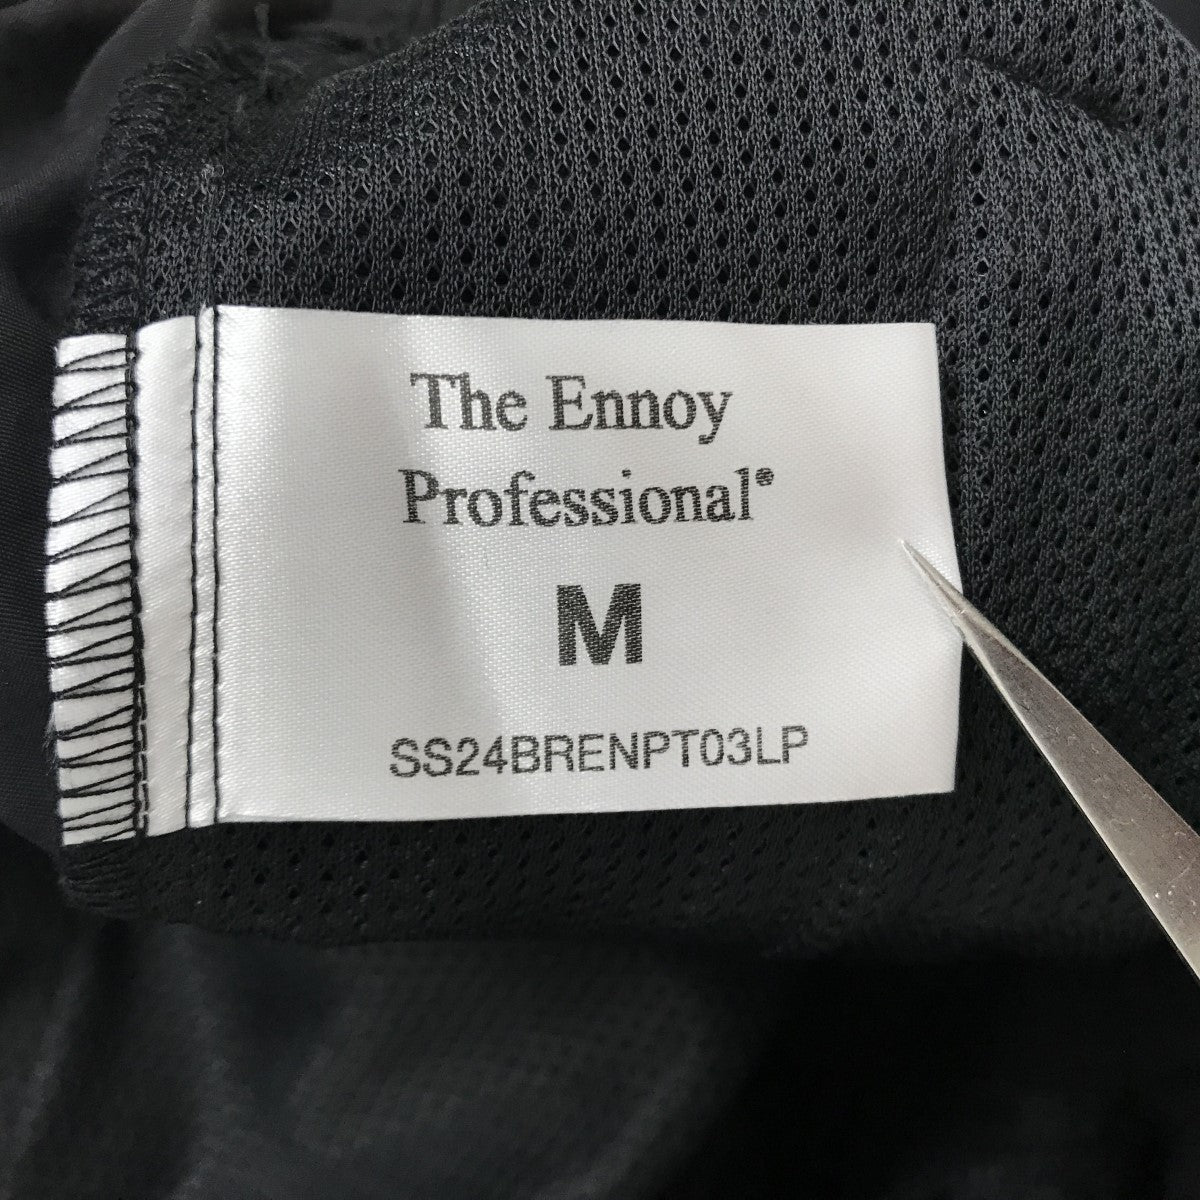 The Ennoy
Professional®
M
SS24BRENPT03LP